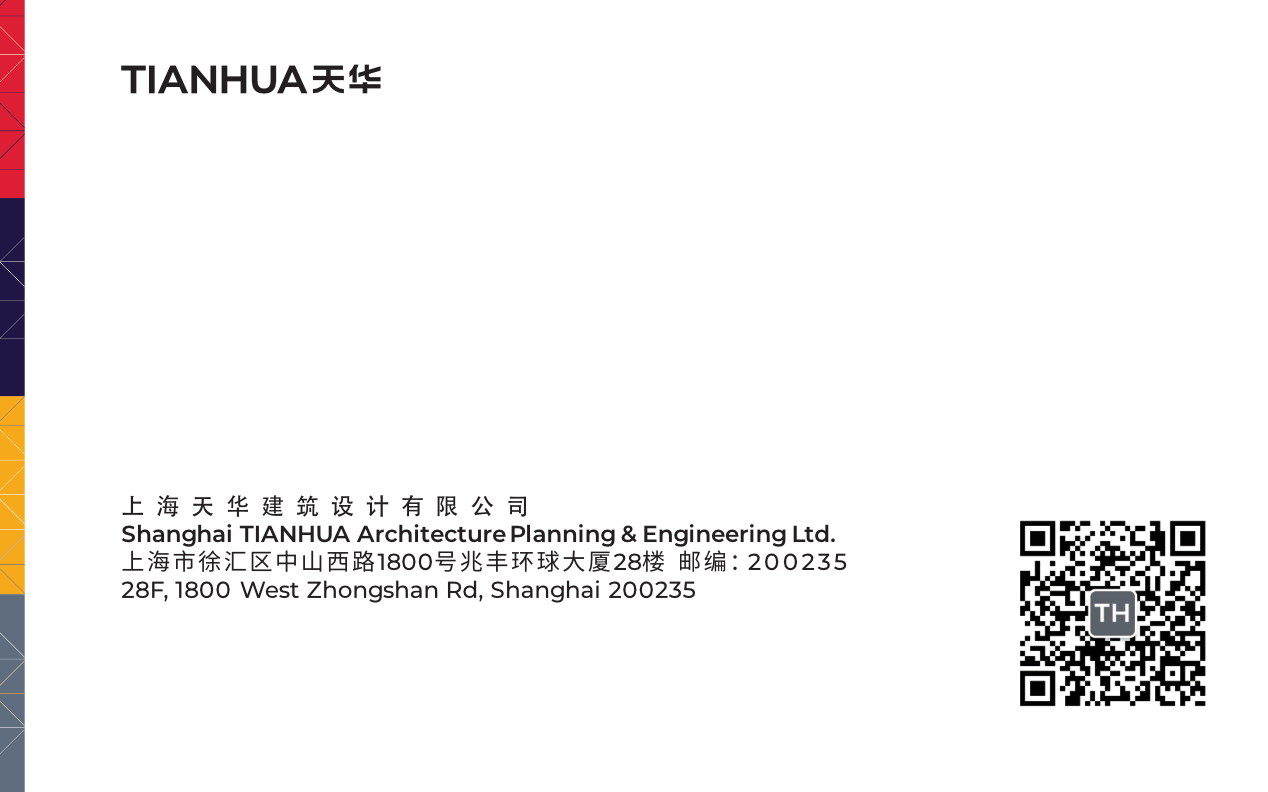 TIANHUA天华
上海天华建筑设计有限公司
Shanghai TIANHUA Architecture Planning & Engineering Ltd.
上海市徐汇区中山西路1800号兆丰环球大厦28楼 邮编：200235
28F, 1800 West Zhongshan Rd, Shanghai 200235
TH